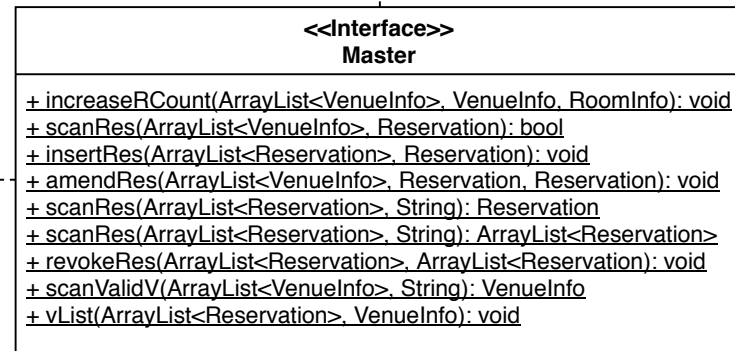 <<Interface>>
Master
+ increaseRCount(ArrayList<VenueInfo>, VenueInfo, RoomInfo): void
+ scanRes(ArrayList<VenueInfo>, Reservation): bool
+ insertRes(ArrayList<Reservation>, Reservation): void
+ amendRes(ArrayList<VenueInfo>, Reservation, Reservation): void
+ scanRes(ArrayList<Reservation>, String): Reservation
+ scanRes(ArrayList<Reservation>, String): ArrayList<Reservation>
+ revokeRes(ArrayList<Reservation>, ArrayList<Reservation): void
+ scanValidV(ArrayList<VenueInfo>, String): VenueInfo
+ vList(ArrayList<Reservation>, VenueInfo): void